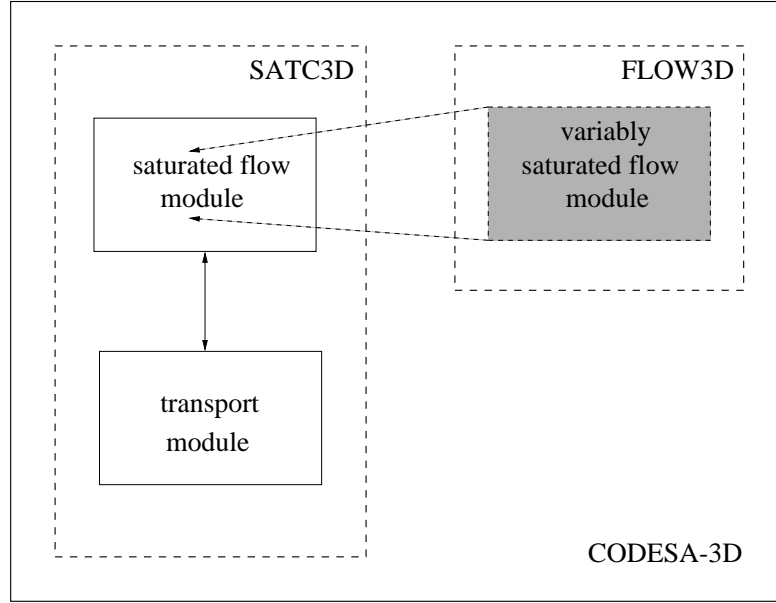 SATC3D
saturated flow
module
transport
module
FLOW3D
variably
saturated flow
module
CODESA-3D